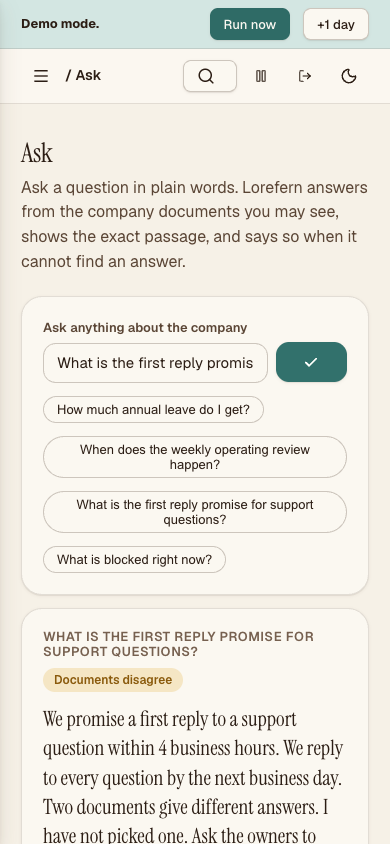 Demo mode.
Run now
+1 day
/ Ask
Ask
Ask a question in plain words. Lorefern answers
from the company documents you may see,
shows the exact passage, and says so when it
cannot find an answer.
Ask anything about the company
What is the first reply promis
How much annual leave do I get?
When does the weekly operating review
happen?
What is the first reply promise for support
questions?
What is blocked right now?
WHAT IS THE FIRST REPLY PROMISE FOR
SUPPORT QUESTIONS?
Documents disagree
We promise a first reply to a support
question within 4 business hours. We reply
to every question by the next business day.
Two documents give different answers. I
have not picked one. Ask the owners to